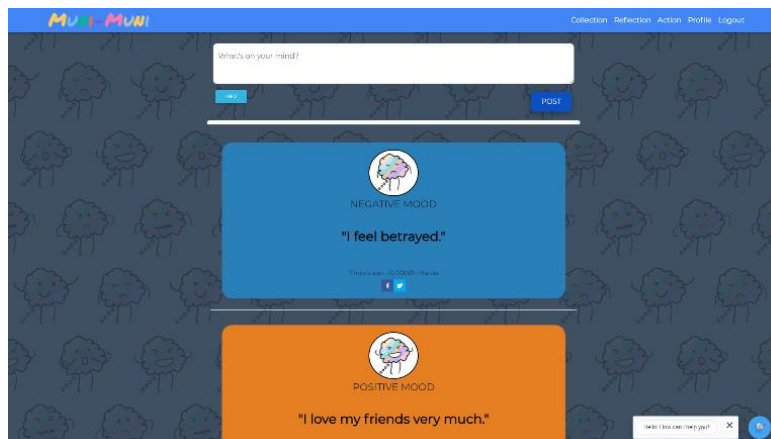 MUNI-MUNI
Collection Reflection Action Profile Logout
What's on your mind?
POST
NEGATIVE MOOD
"I feel betrayed."
POSITIVE MOOD
"I love my friends very much."
Hello! How can I help you?